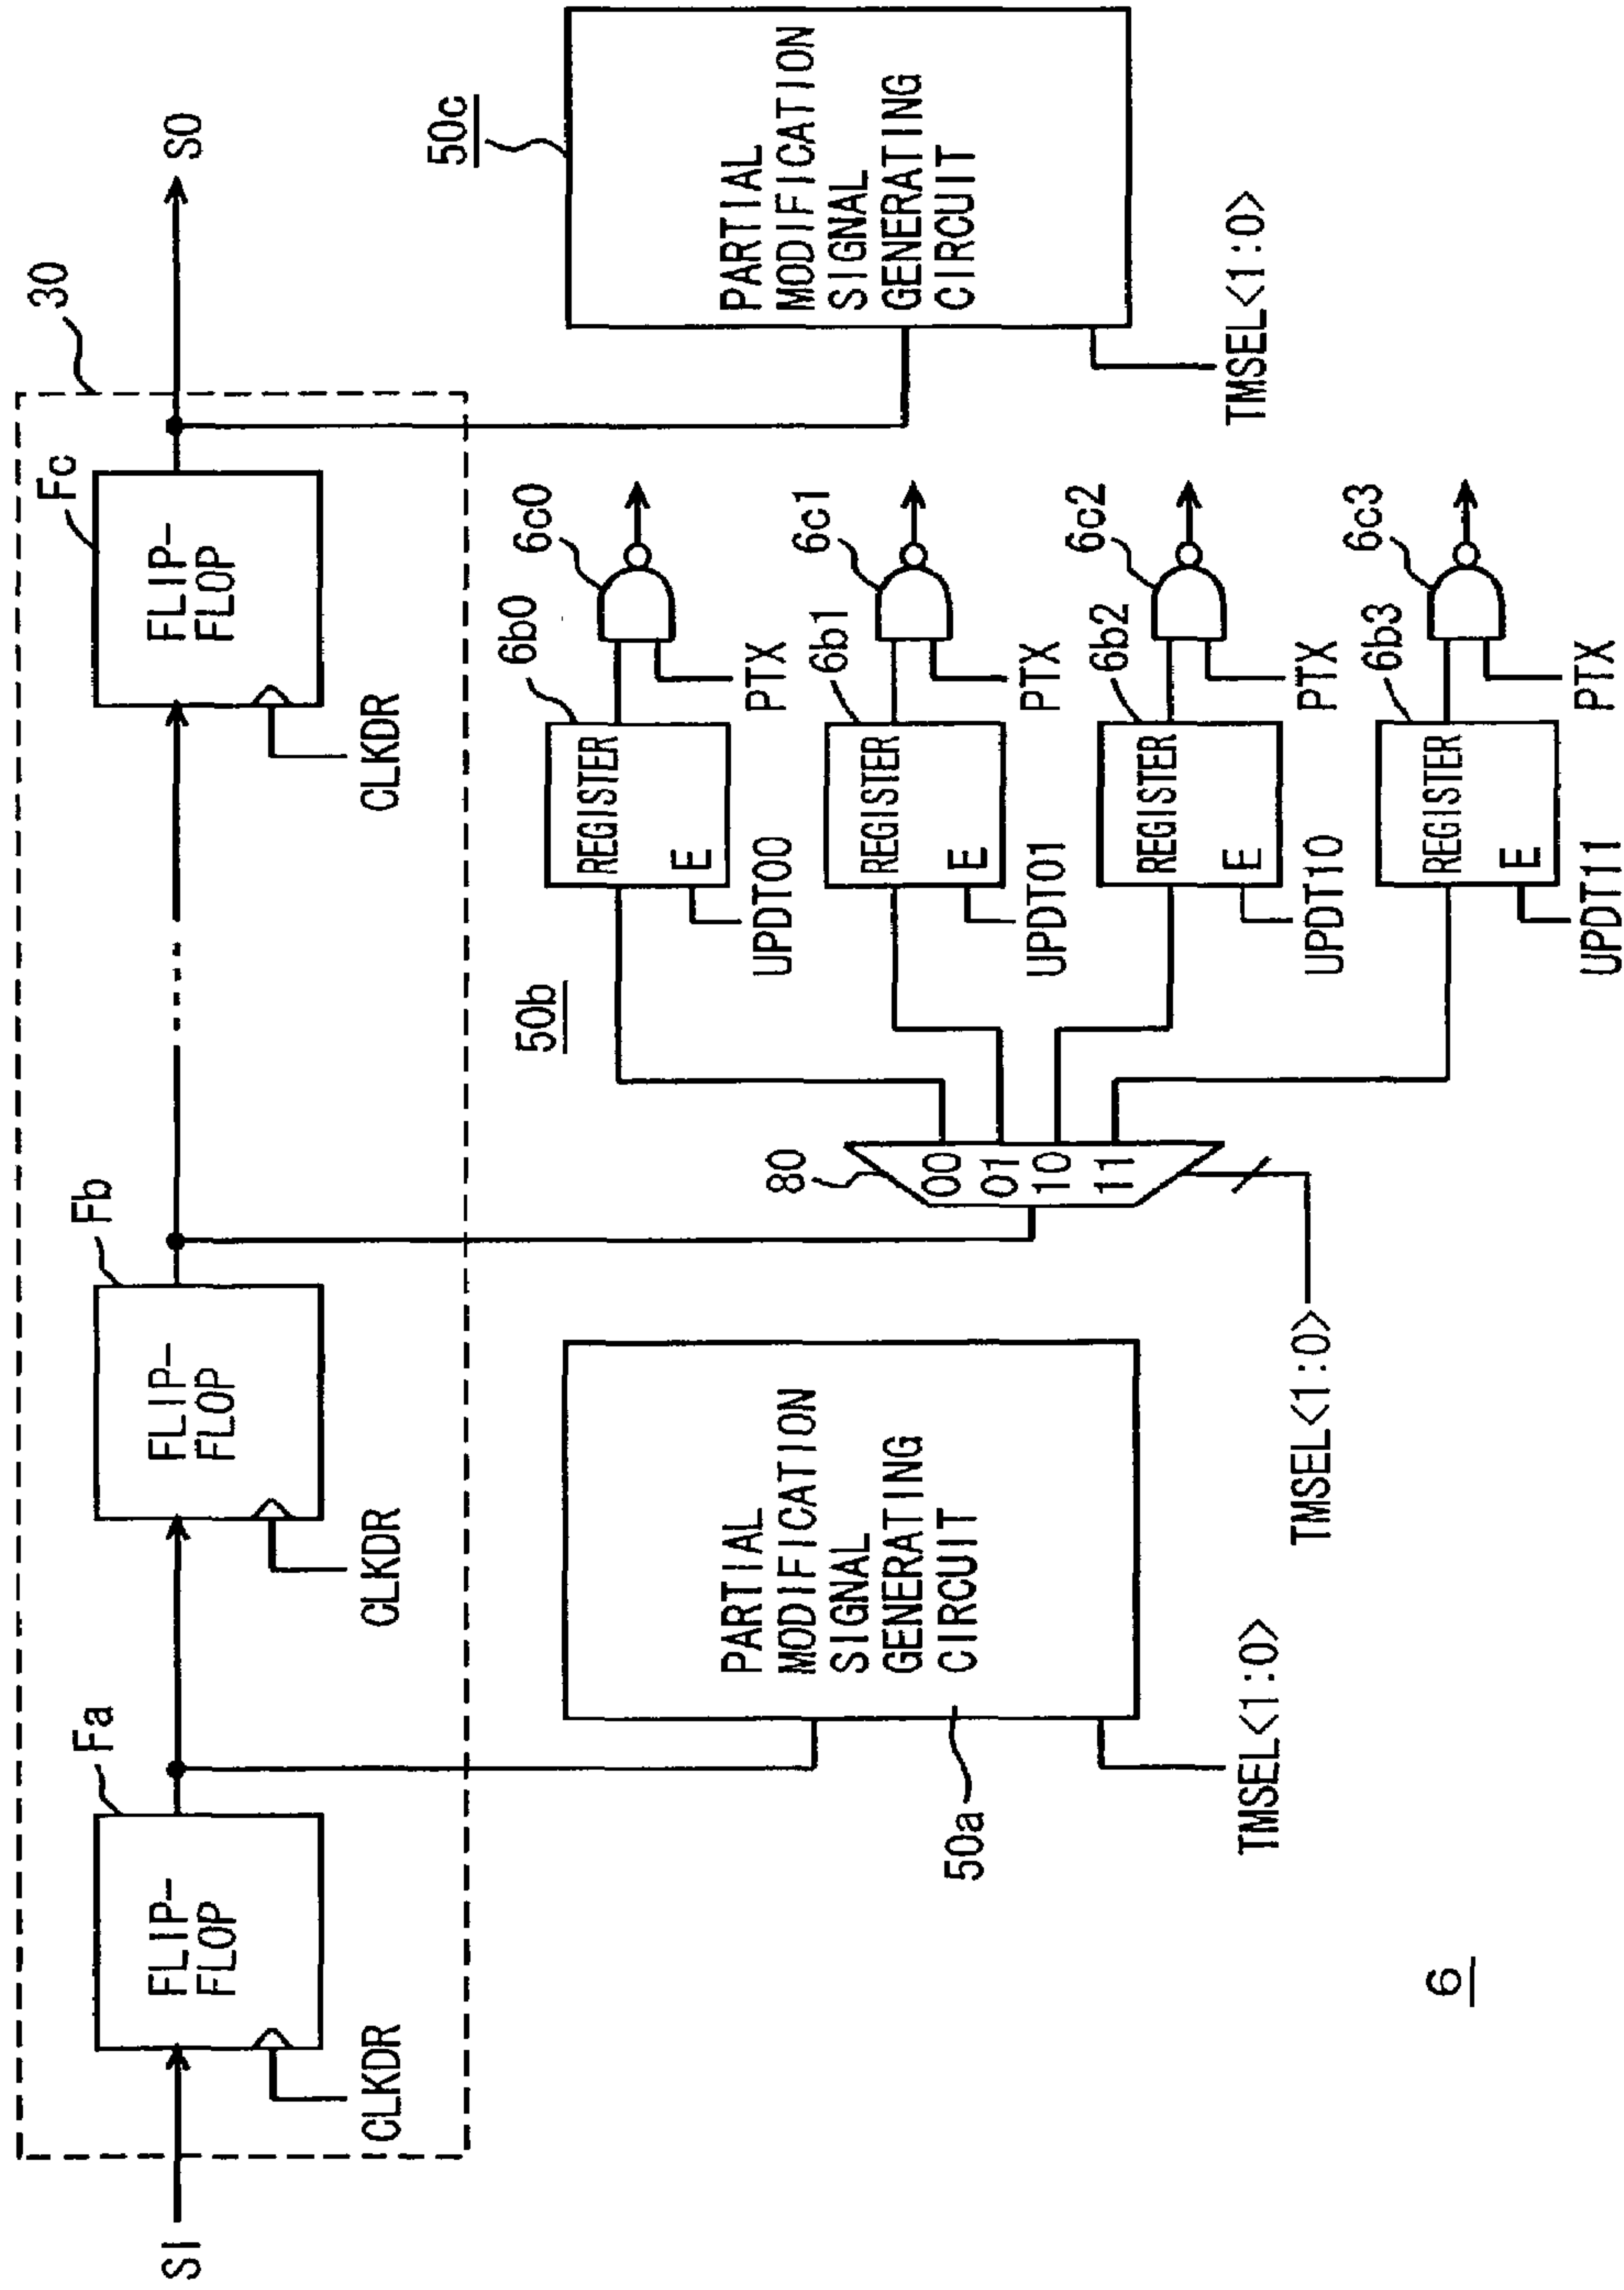 30
SI
SO
Fa
FLIP-
FLOP
CLKDR
Fb
FLIP-
FLOP
CLKDR
Fc
FLIP-
FLOP
CLKDR
PARTIAL
MODIFICATION
SIGNAL
GENERATING
CIRCUIT
50a
TMSEL<1:0>
50b
80
00
01
10
11
TMSEL<1:0>
6b0
REGISTER
E
UPDT00
6c0
PTX
6b1
REGISTER
E
UPDT01
6c1
PTX
6b2
REGISTER
E
UPDT10
6c2
PTX
6b3
REGISTER
E
UPDT11
6c3
PTX
50c
PARTIAL
MODIFICATION
SIGNAL
GENERATING
CIRCUIT
TMSEL<1:0>
6